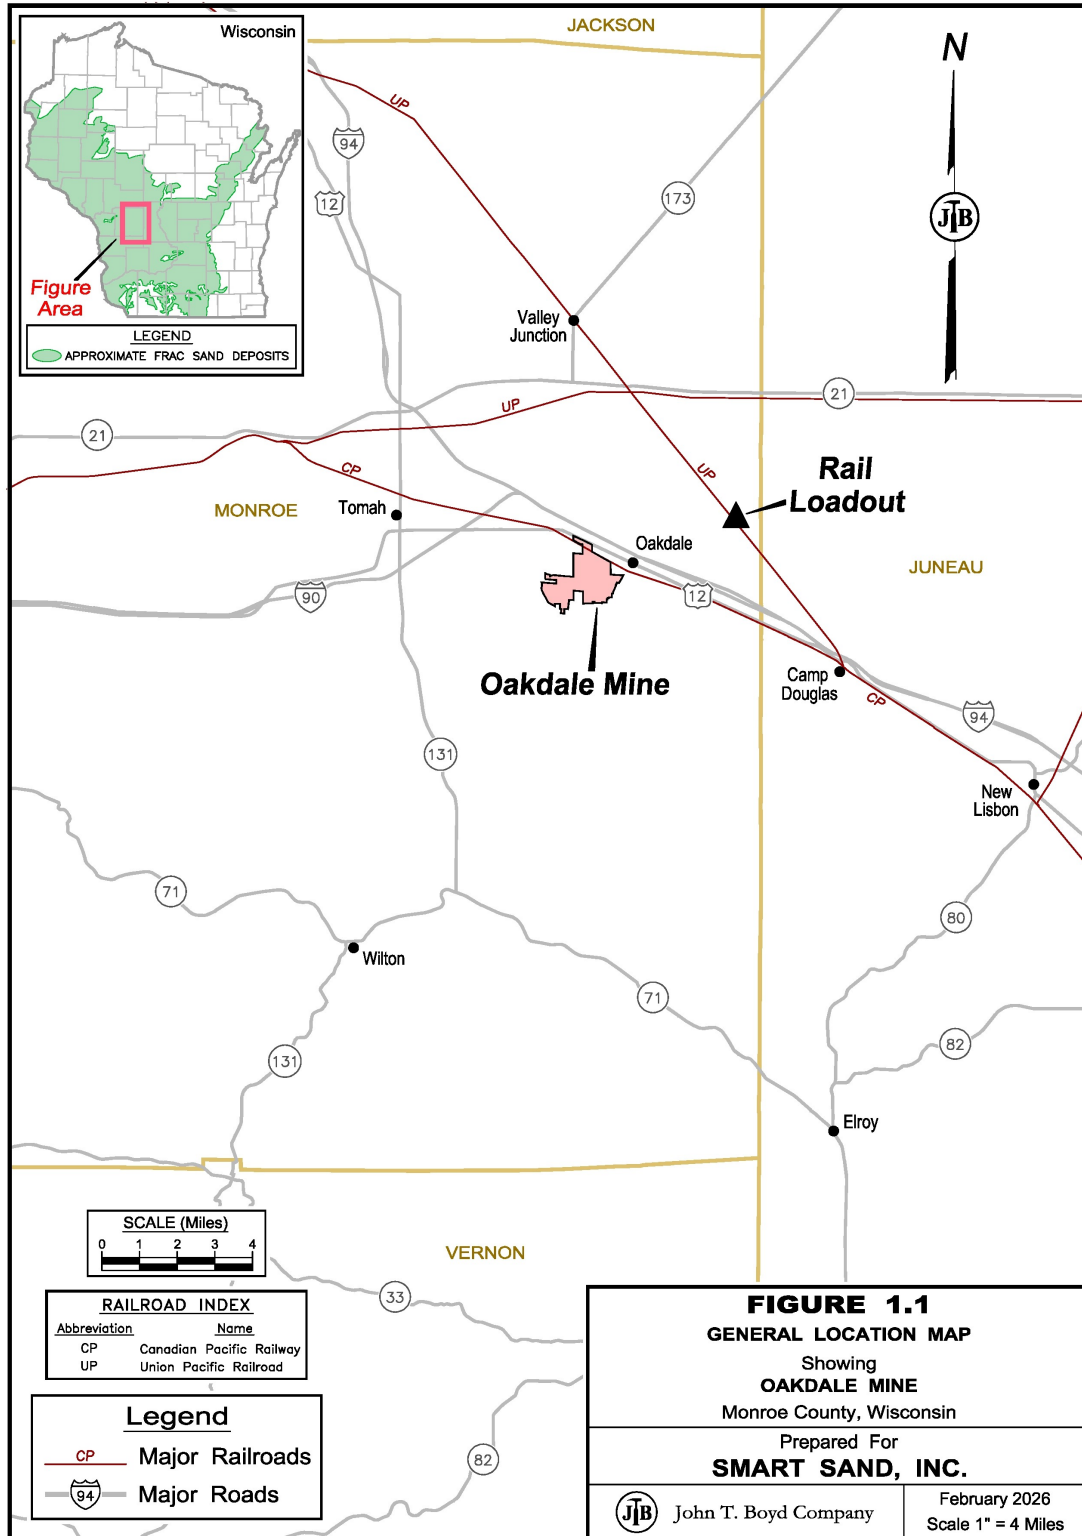 Wisconsin
Figure
Area
LEGEND
APPROXIMATE FRAC SAND DEPOSITS
JACKSON
N
JTB
UP
94
12
173
Valley
Junction
21
UP
21
CP
UP
Rail
Loadout
MONROE
Tomah
Oakdale
JUNEAU
90
12
Oakdale Mine
Camp
Douglas
CP
94
131
New
Lisbon
71
80
Wilton
71
82
131
Elroy
SCALE (Miles)
0 1 2 3 4
VERNON
33
RAILROAD INDEX
Abbreviation Name
CP Canadian Pacific Railway
UP Union Pacific Railroad
Legend
CP Major Railroads
94 Major Roads
82
FIGURE 1.1
GENERAL LOCATION MAP
Showing
OAKDALE MINE
Monroe County, Wisconsin
Prepared For
SMART SAND, INC.
JTB John T. Boyd Company
February 2026
Scale 1" = 4 Miles